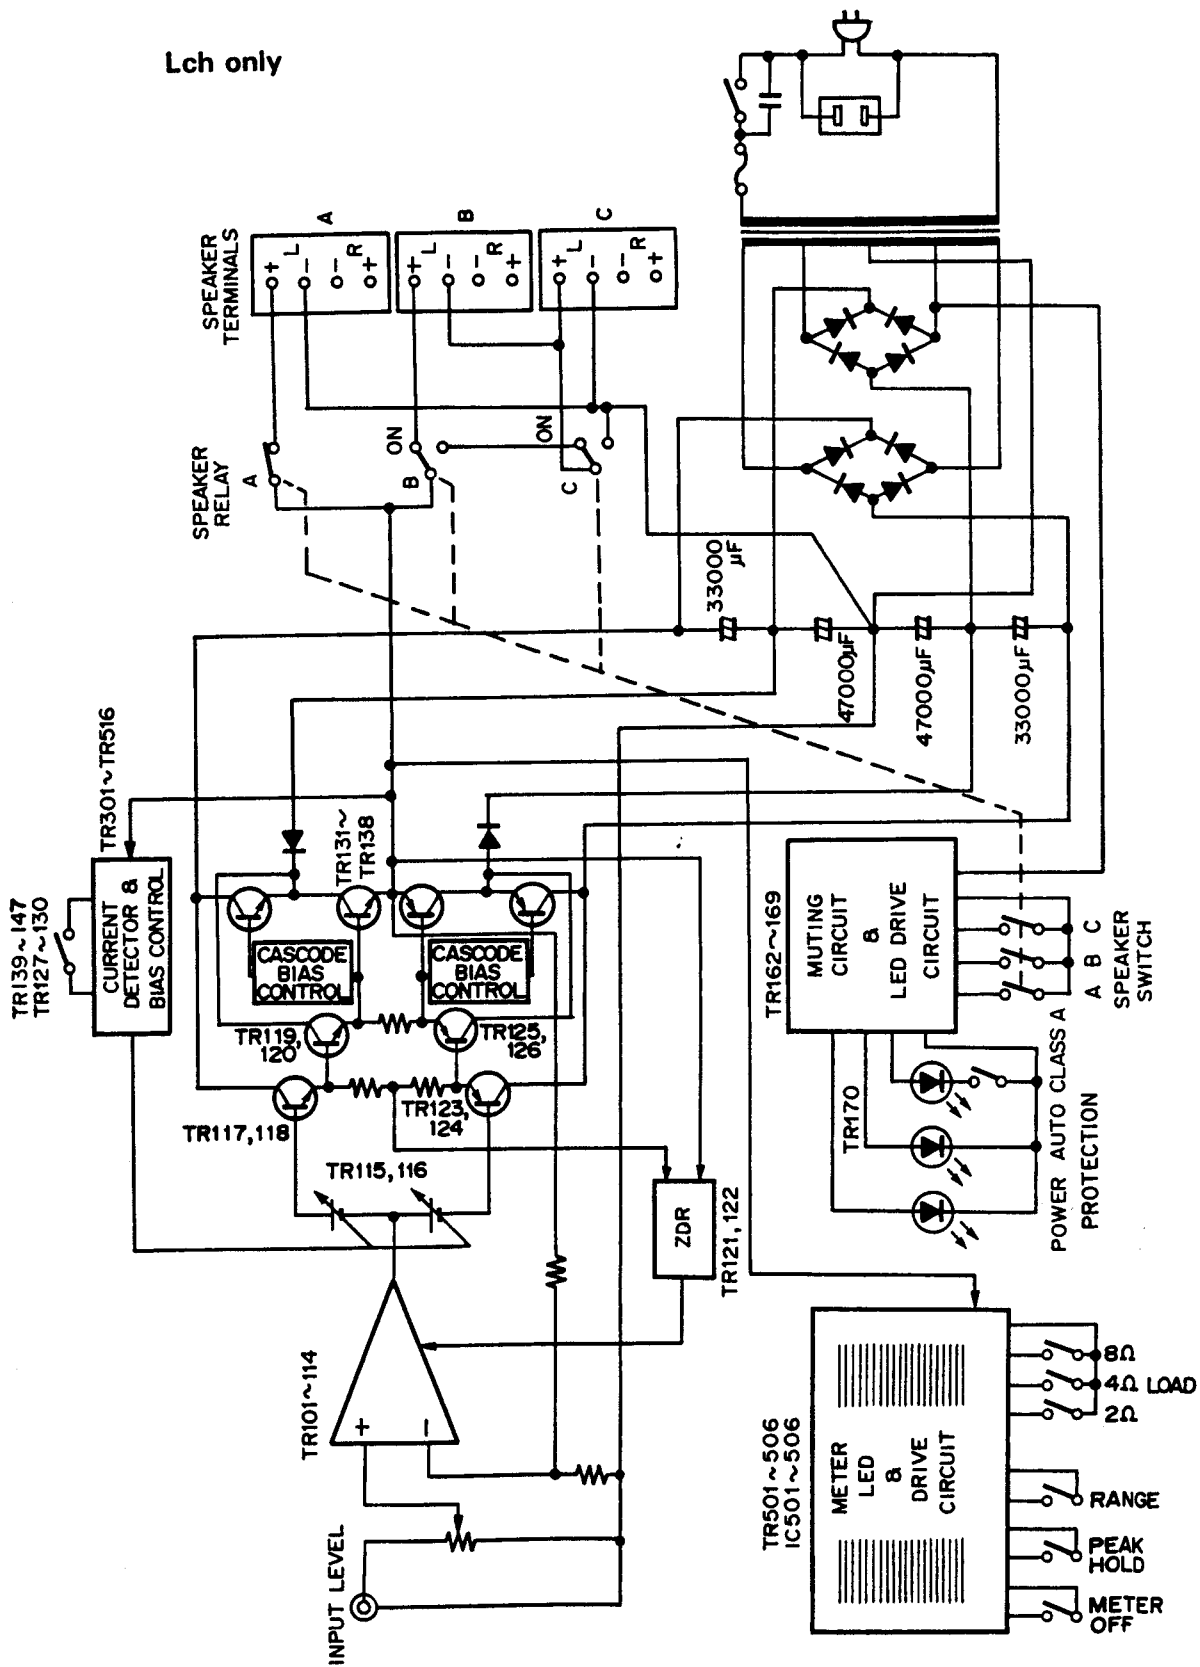 Lch only
SPEAKER
TERMINALS
+
L
-
-
R
+
A
+
L
-
-
R
+
B
+
L
-
-
R
+
C
SPEAKER
RELAY
A
ON
B
ON
C
33000
μF
47000μF
47000μF
33000μF
TR301~TR516
TR139~147
TR127~130
CURRENT
DETECTOR &
BIAS CONTROL
TR131~
TR138
CASCODE
BIAS
CONTROL
CASCODE
BIAS
CONTROL
TR119,
120
TR125,
126
TR117,118
TR123,
124
TR115,116
ZDR
TR121,122
TR101~114
+
-
INPUT LEVEL
TR162~169
MUTING
CIRCUIT
&
LED DRIVE
CIRCUIT
A B C
SPEAKER
SWITCH
TR170
POWER AUTO CLASS A
PROTECTION
TR501~506
IC501~506
METER
LED
&
DRIVE
CIRCUIT
8Ω
4Ω LOAD
2Ω
RANGE
PEAK
HOLD
METER
OFF